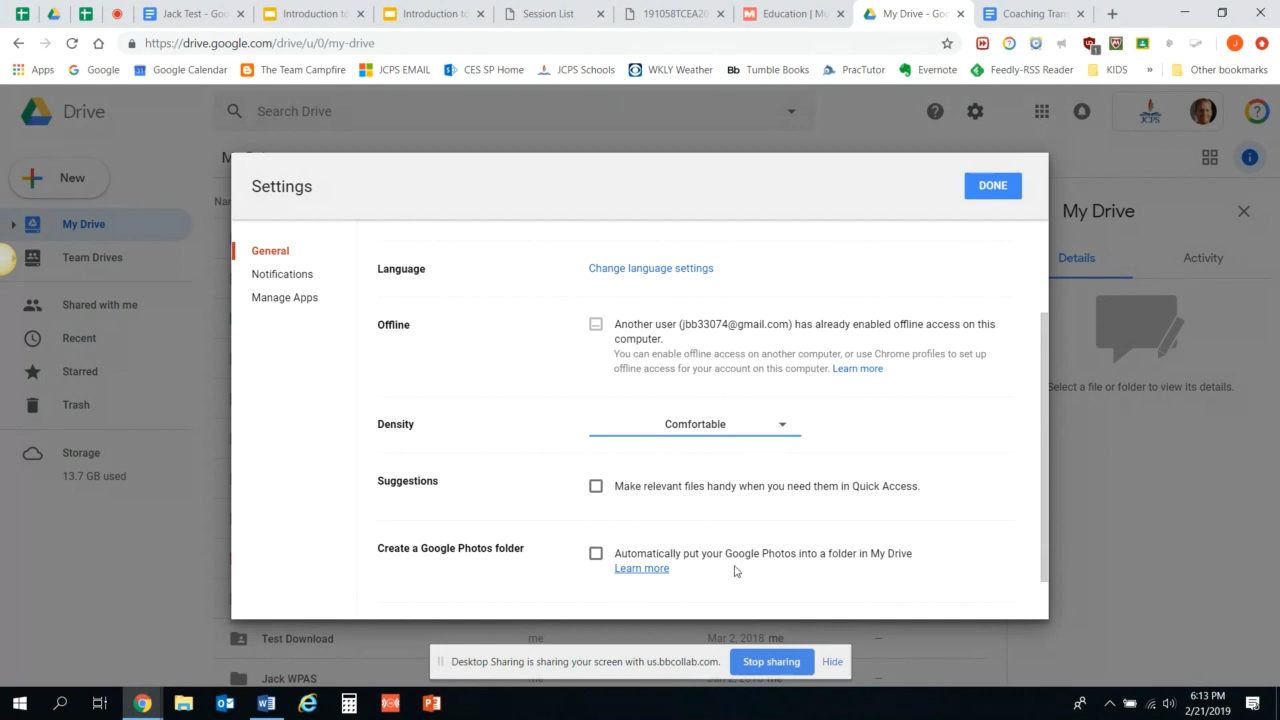 Jack Test - Go
Introduction to
Introduction to
Session List
191058TCEA20
Education | Mu
My Drive - Goo
Coaching Tran
https://drive.google.com/drive/u/0/my-drive
1
J
Apps
Google
Google Calendar
The Team Campfire
JCPS EMAIL
CES SP Home
JCPS Schools
WKLY Weather
Bb Tumble Books
PracTutor
Evernote
Feedly-RSS Reader
KIDS
»
Other bookmarks
Drive
Search Drive
JCPS
New
My Drive
Team Drives
Shared with me
Recent
Starred
Trash
Storage
13.7 GB used
Settings
DONE
General
Notifications
Manage Apps
Language
Change language settings
Offline
Another user (jbb33074@gmail.com) has already enabled offline access on this
computer.
You can enable offline access on another computer, or use Chrome profiles to set up
offline access for your account on this computer. Learn more
Density
Comfortable
Suggestions
Make relevant files handy when you need them in Quick Access.
Create a Google Photos folder
Automatically put your Google Photos into a folder in My Drive
Learn more
My Drive
Details
Activity
Select a file or folder to view its details.
Test Download
me
Mar 2, 2018 me
—
Jack WPAS
Desktop Sharing is sharing your screen with us.bbcollab.com.
Stop sharing
Hide
6:13 PM
2/21/2019